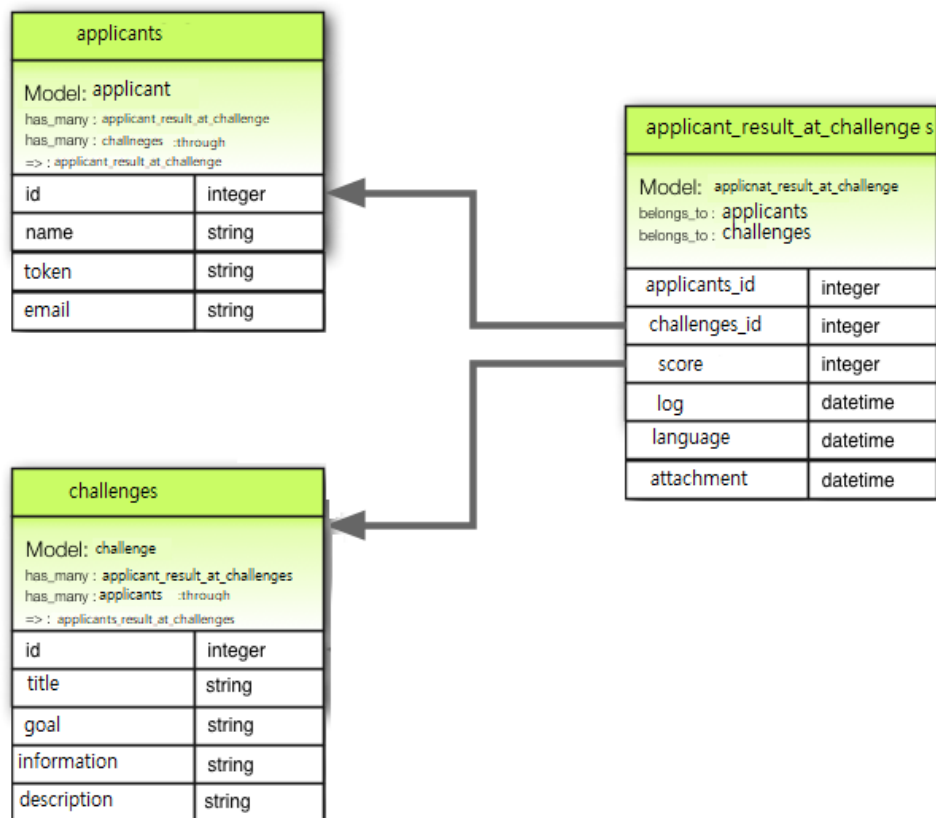 applicants
Model: applicant
has_many : applicant_result_at_challenge
has_many : challneges :through
=> : applicant_result_at_challenge
id integer
name string
token string
email string
applicant_result_at_challenge s
Model: applicnat_result_at_challenge
belongs_to : applicants
belongs_to : challenges
applicants_id integer
challenges_id integer
score integer
log datetime
language datetime
attachment datetime
challenges
Model: challenge
has_many : applicant_result_at_challenges
has_many : applicants :through
=> : applicants_result_at_challenges
id integer
title string
goal string
information string
description string